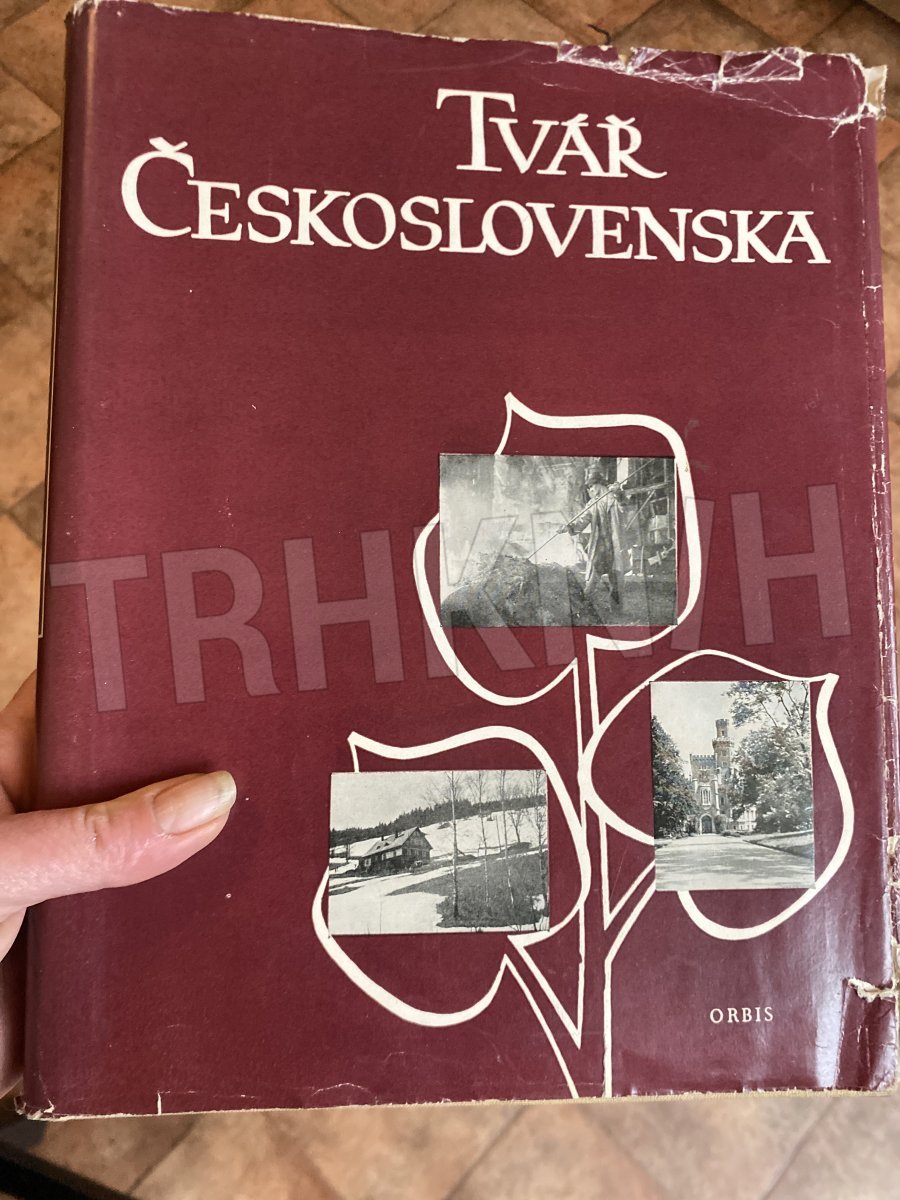 TVÁŘ
ČESKOSLOVENSKA
TRHKNIH
ORBIS